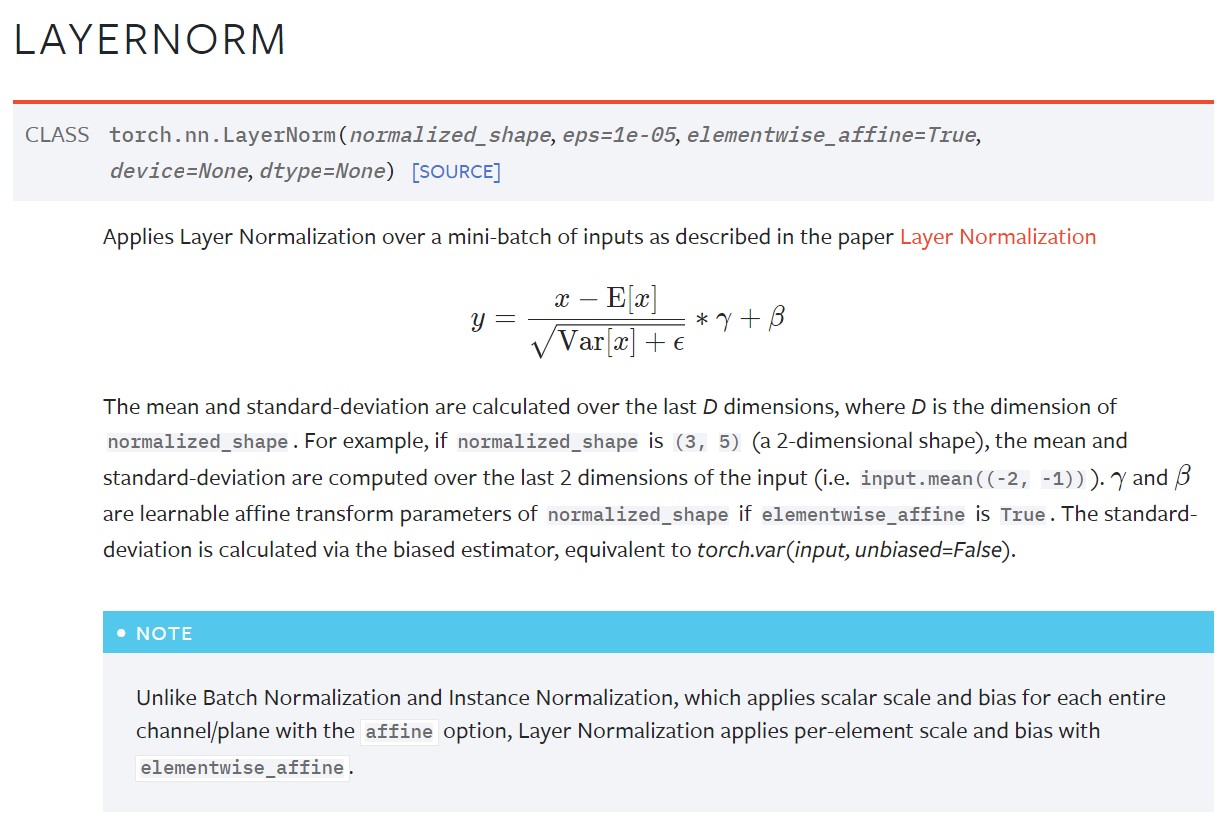 LAYERNORM
CLASS torch.nn.LayerNorm(normalized_shape, eps=1e-05, elementwise_affine=True,
device=None, dtype=None) [SOURCE]
Applies Layer Normalization over a mini-batch of inputs as described in the paper Layer Normalization
y = \frac{x - E[x]}{\sqrt{Var[x] + ϵ}} * γ + β
The mean and standard-deviation are calculated over the last D dimensions, where D is the dimension of
normalized_shape . For example, if normalized_shape is (3, 5) (a 2-dimensional shape), the mean and
standard-deviation are computed over the last 2 dimensions of the input (i.e. input.mean((-2, -1)) ). γ and β
are learnable affine transform parameters of normalized_shape if elementwise_affine is True . The standard-
deviation is calculated via the biased estimator, equivalent to torch.var(input, unbiased=False).
• NOTE
Unlike Batch Normalization and Instance Normalization, which applies scalar scale and bias for each entire
channel/plane with the affine option, Layer Normalization applies per-element scale and bias with
elementwise_affine .